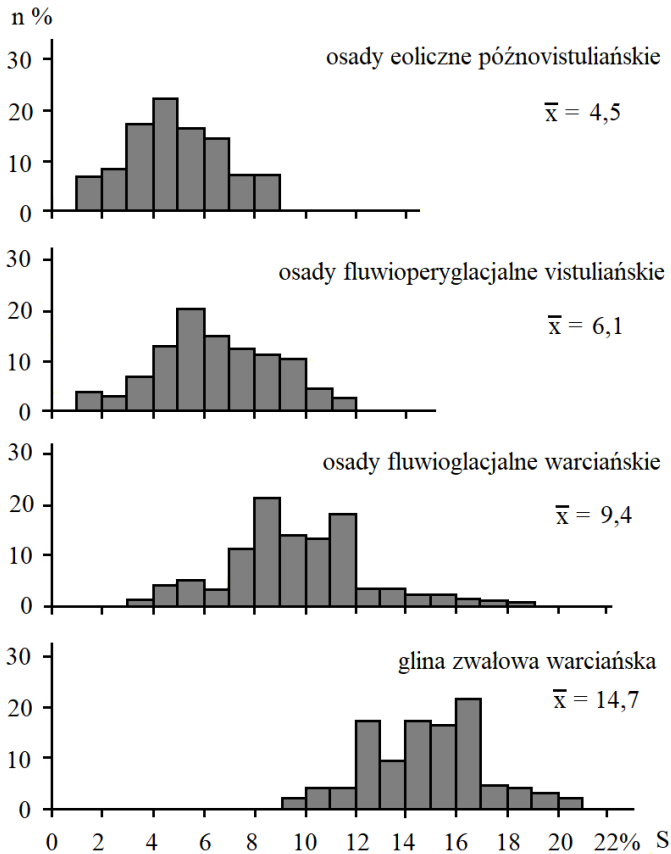 n %
osady eoliczne późnovistuliańskie
x̅ = 4,5
30
20
10
0
osady fluwioperyglacjalne vistuliańskie
x̅ = 6,1
30
20
10
0
osady fluwioglacjalne warciańskie
x̅ = 9,4
30
20
10
0
glina zwałowa warciańska
x̅ = 14,7
30
20
10
0
0 2 4 6 8 10 12 14 16 18 20 22% S